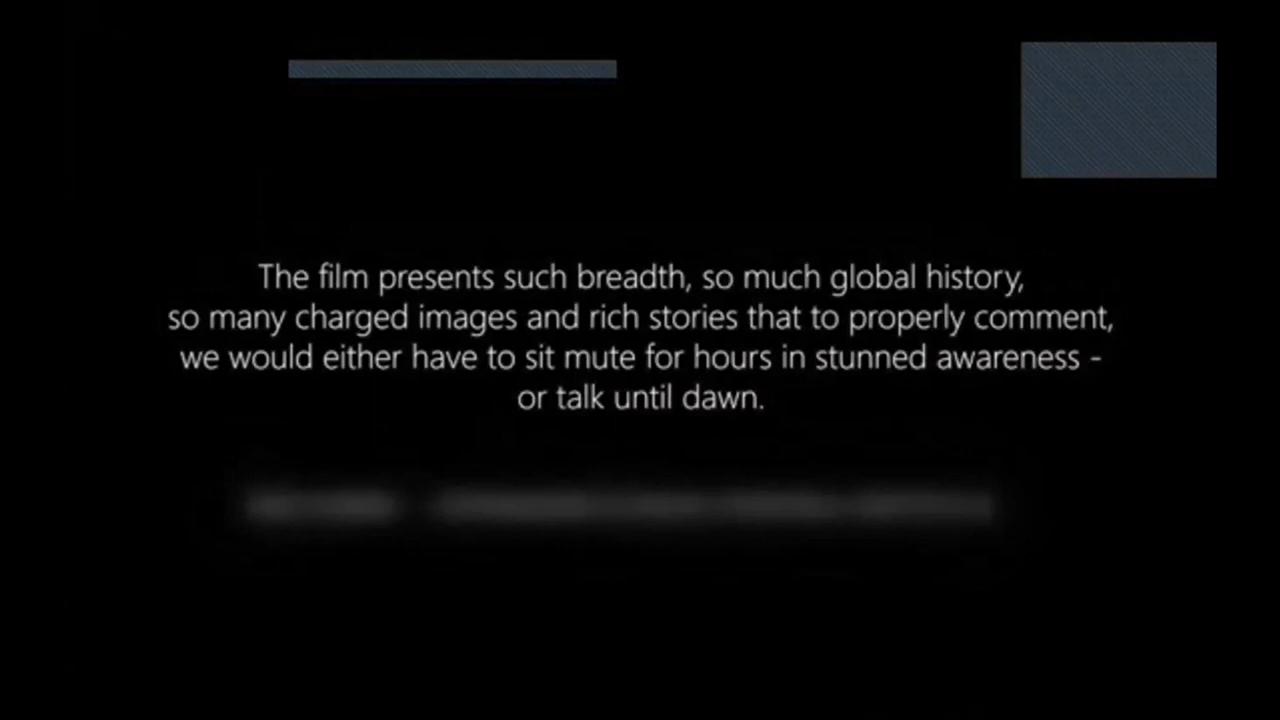 The film presents such breadth, so much global history,
so many charged images and rich stories that to properly comment,
we would either have to sit mute for hours in stunned awareness -
or talk until dawn.